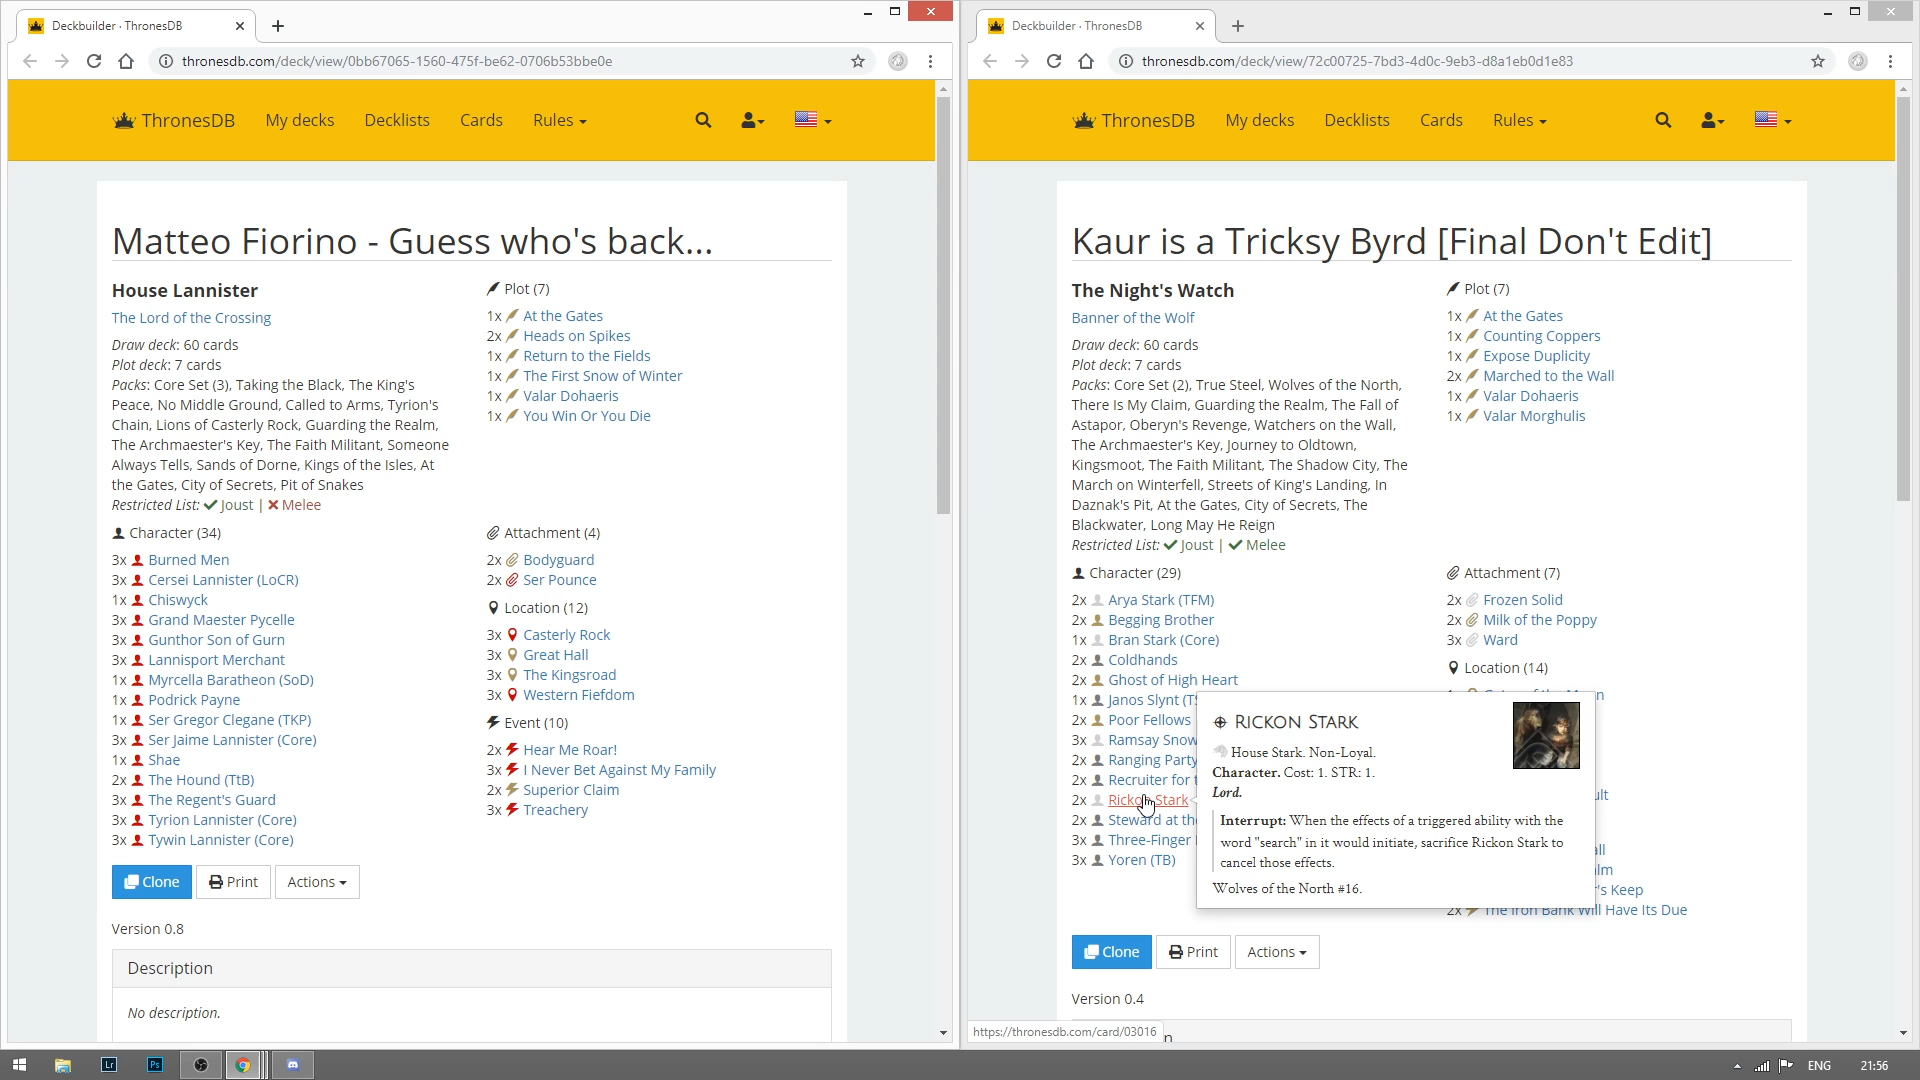 Deckbuilder · ThronesDB
thronesdb.com/deck/view/0bb67065-1560-475f-be62-0706b53bbe0e
ThronesDB My decks Decklists Cards Rules
Matteo Fiorino - Guess who's back...
House Lannister
The Lord of the Crossing
Draw deck: 60 cards
Plot deck: 7 cards
Packs: Core Set (3), Taking the Black, The King's
Peace, No Middle Ground, Called to Arms, Tyrion's
Chain, Lions of Casterly Rock, Guarding the Realm,
The Archmaester's Key, The Faith Militant, Someone
Always Tells, Sands of Dorne, Kings of the Isles, At
the Gates, City of Secrets, Pit of Snakes
Restricted List: Joust | Melee
Plot (7)
1x At the Gates
2x Heads on Spikes
1x Return to the Fields
1x The First Snow of Winter
1x Valar Dohaeris
1x You Win Or You Die
Character (34)
3x Burned Men
3x Cersei Lannister (LoCR)
1x Chiswyck
3x Grand Maester Pycelle
3x Gunthor Son of Gurn
3x Lannisport Merchant
1x Myrcella Baratheon (SoD)
1x Podrick Payne
1x Ser Gregor Clegane (TKP)
3x Ser Jaime Lannister (Core)
1x Shae
2x The Hound (TtB)
3x The Regent's Guard
3x Tyrion Lannister (Core)
3x Tywin Lannister (Core)
Attachment (4)
2x Bodyguard
2x Ser Pounce
Location (12)
3x Casterly Rock
3x Great Hall
3x The Kingsroad
3x Western Fiefdom
Event (10)
2x Hear Me Roar!
3x I Never Bet Against My Family
2x Superior Claim
3x Treachery
Clone Print Actions
Version 0.8
Description
No description.
Deckbuilder · ThronesDB
thronesdb.com/deck/view/72c00725-7bd3-4d0c-9eb3-d8a1eb0d1e83
ThronesDB My decks Decklists Cards Rules
Kaur is a Tricksy Byrd [Final Don't Edit]
The Night's Watch
Banner of the Wolf
Draw deck: 60 cards
Plot deck: 7 cards
Packs: Core Set (2), True Steel, Wolves of the North,
There Is My Claim, Guarding the Realm, The Fall of
Astapor, Oberyn's Revenge, Watchers on the Wall,
The Archmaester's Key, Journey to Oldtown,
Kingsmoot, The Faith Militant, The Shadow City, The
March on Winterfell, Streets of King's Landing, In
Daznak's Pit, At the Gates, City of Secrets, The
Blackwater, Long May He Reign
Restricted List: Joust | Melee
Plot (7)
1x At the Gates
1x Counting Coppers
1x Expose Duplicity
2x Marched to the Wall
1x Valar Dohaeris
1x Valar Morghulis
Character (29)
2x Arya Stark (TFM)
2x Begging Brother
1x Bran Stark (Core)
2x Coldhands
2x Ghost of High Heart
1x Janos Slynt
2x Poor Fellows
3x Ramsay Snow
2x Ranging Party
2x Recruiter for
2x Rickon Stark
2x Steward at
3x Three-Finger
3x Yoren (TB)
Attachment (7)
2x Frozen Solid
2x Milk of the Poppy
3x Ward
Location (14)
's Keep
2x The Iron Bank Will Have Its Due
RICKON STARK
House Stark. Non-Loyal.
Character. Cost: 1. STR: 1.
Lord.
Interrupt: When the effects of a triggered ability with the
word "search" in it would initiate, sacrifice Rickon Stark to
cancel those effects.
Wolves of the North #16.
Clone Print Actions
Version 0.4
https://thronesdb.com/card/03016
Lr Ps
ENG 21:56